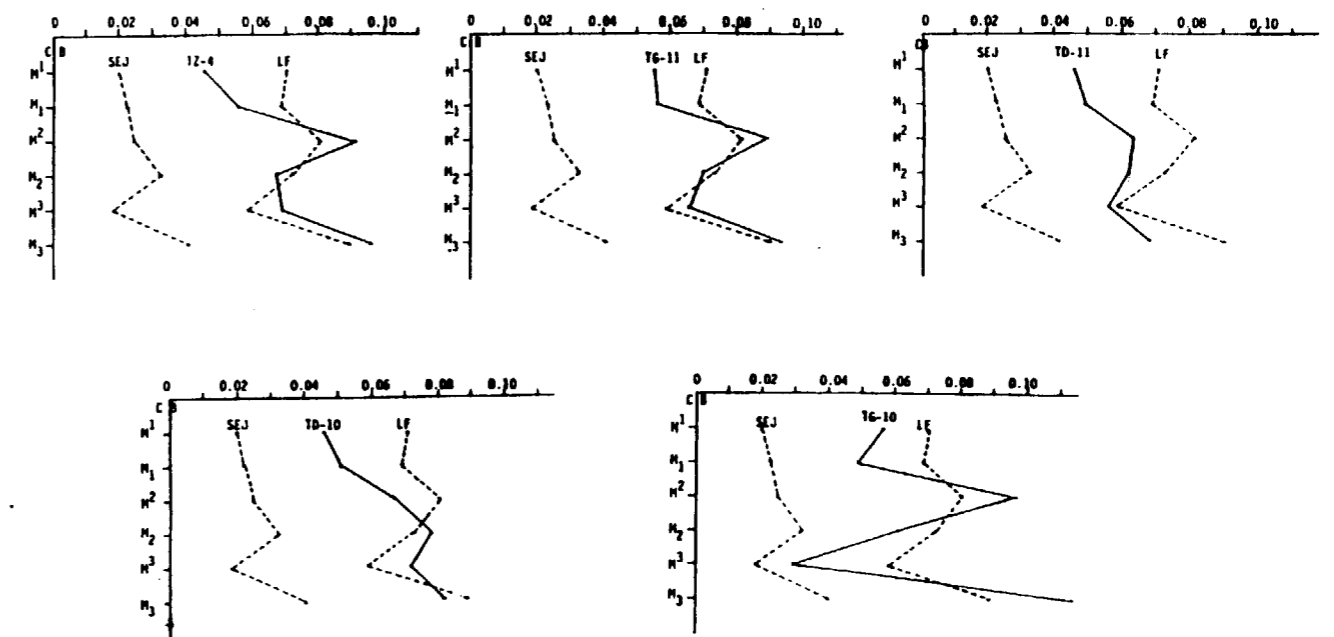 0 0.02 0.04 0.06 0.08 0.10
C B
SEJ TZ-4 LF
M¹
M₁
M²
M₂
M³
M₃
0 0.02 0.04 0.06 0.08 0.10
C B
SEJ TG-11 LF
M¹
M₁
M²
M₂
M³
M₃
0 0.02 0.04 0.06 0.08 0.10
CB
SEJ TD-11 LF
M¹
M₁
M²
M₂
M³
M₃
0 0.02 0.04 0.06 0.08 0.10
C B
SEJ TD-10 LF
M¹
M₁
M²
M₂
M³
M₃
0 0.02 0.04 0.06 0.08 0.10
C B
SEJ TG-10 LF
M¹
M₁
M²
M₂
M³
M₃